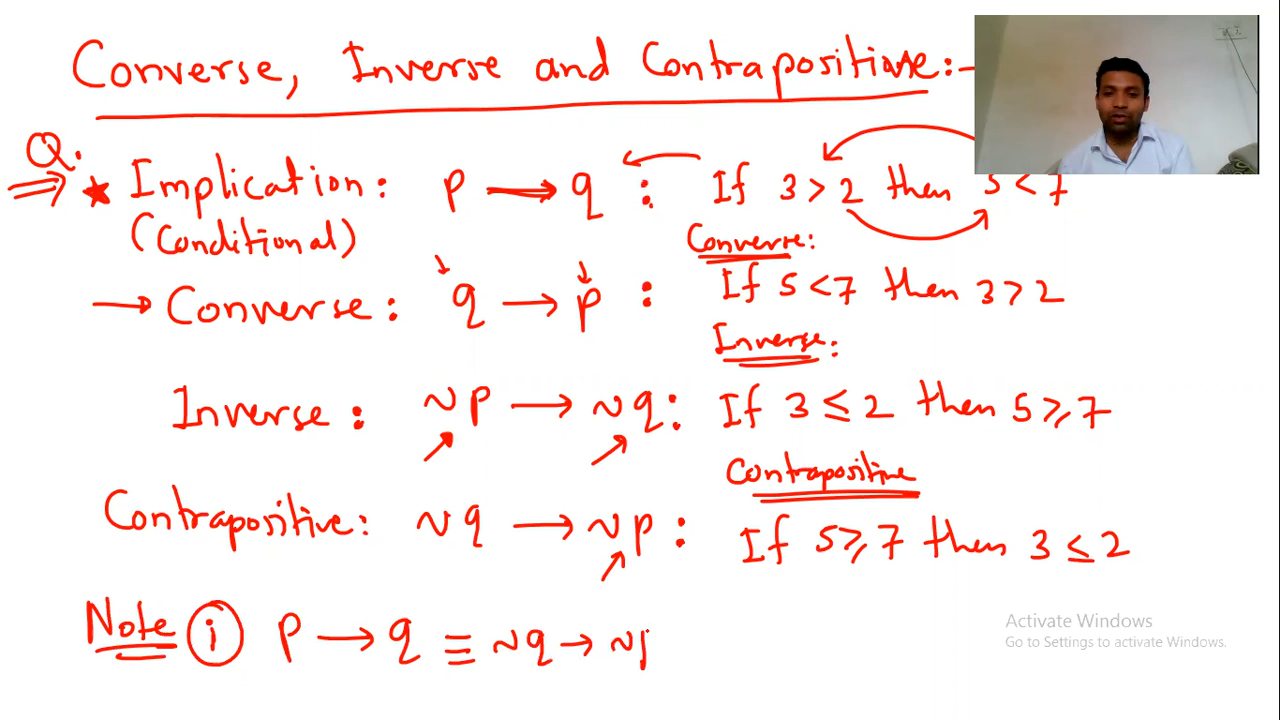 Converse, Inverse and Contrapositive:-
Q.
⇒ ★ Implication: p → q : If 3 > 2 then 5 < 7
(Conditional)
Converse:
→ Converse: q → p : If 5 < 7 then 3 > 2
Inverse:
Inverse: ~p → ~q: If 3 ≤ 2 then 5 ≥ 7
Contrapositive
Contrapositive: ~q → ~p: If 5 ≥ 7 then 3 ≤ 2
Note (i) p → q ≡ ~q → ~
Activate Windows
Go to Settings to activate Windows.